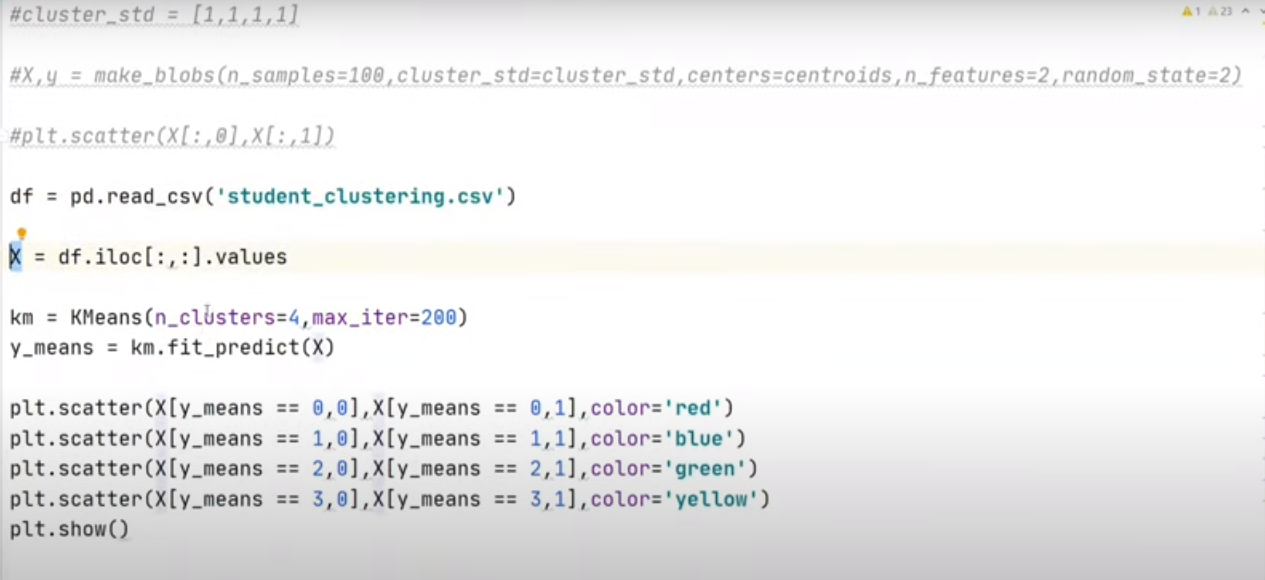 #cluster_std = [1,1,1,1]
1 23
#X,y = make_blobs(n_samples=100,cluster_std=cluster_std,centers=centroids,n_features=2,random_state=2)
#plt.scatter(X[:,0],X[:,1])
df = pd.read_csv('student_clustering.csv')
X = df.iloc[:,:].values
km = KMeans(n_clusters=4,max_iter=200)
y_means = km.fit_predict(X)
plt.scatter(X[y_means == 0,0],X[y_means == 0,1],color='red')
plt.scatter(X[y_means == 1,0],X[y_means == 1,1],color='blue')
plt.scatter(X[y_means == 2,0],X[y_means == 2,1],color='green')
plt.scatter(X[y_means == 3,0],X[y_means == 3,1],color='yellow')
plt.show()